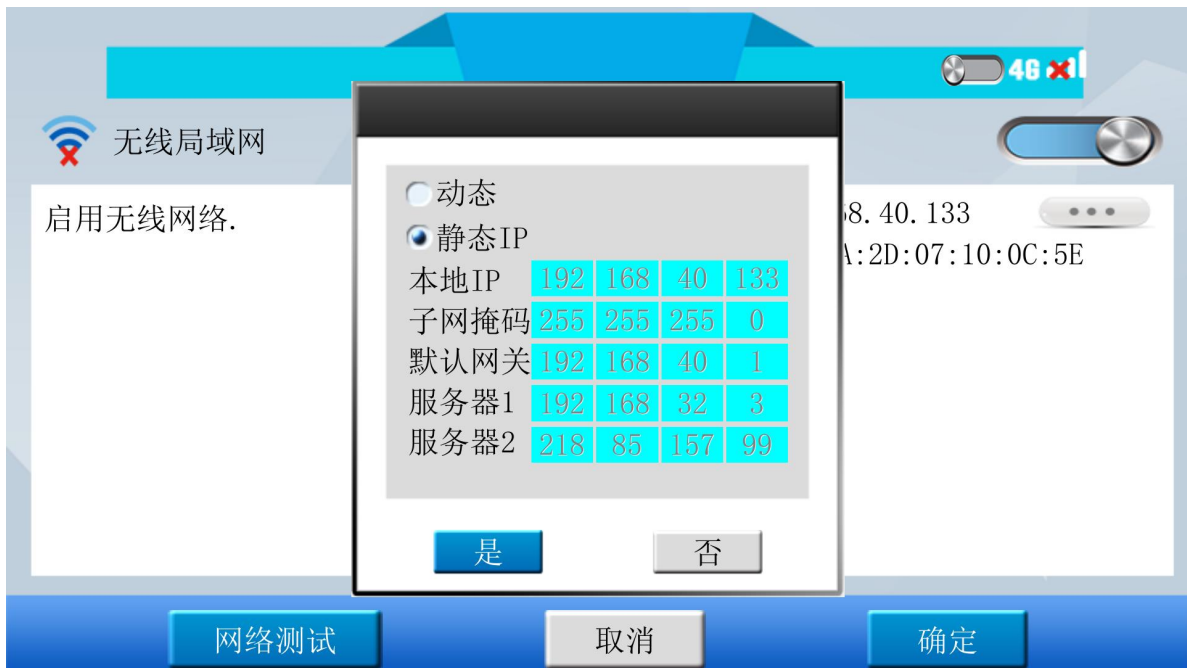 4G
无线局域网
启用无线网络.
动态
静态IP
本地IP 192 168 40 133
子网掩码 255 255 255 0
默认网关 192 168 40 1
服务器1 192 168 32 3
服务器2 218 85 157 99
是 否
8.40.133
:2D:07:10:0C:5E
网络测试 取消 确定